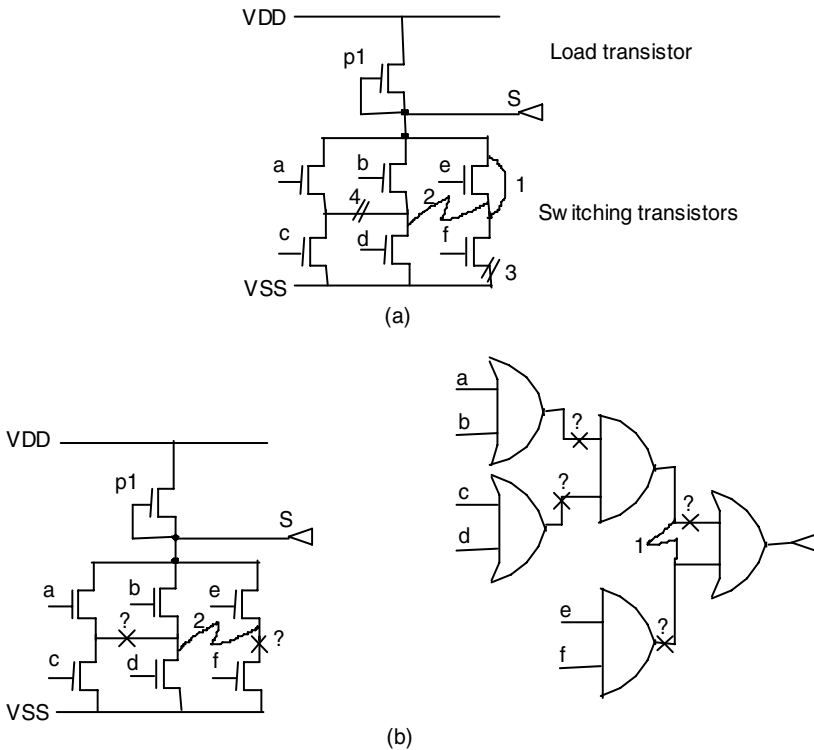 VDD
Load transistor
p1
S
a
b
e
1
4
2
Switching transistors
c
d
f
3
VSS
(a)
a
b
?
VDD
p1
c
?
?
S
d
1
a
b
e
?
2
?
e
?
c
d
f
f
VSS
(b)